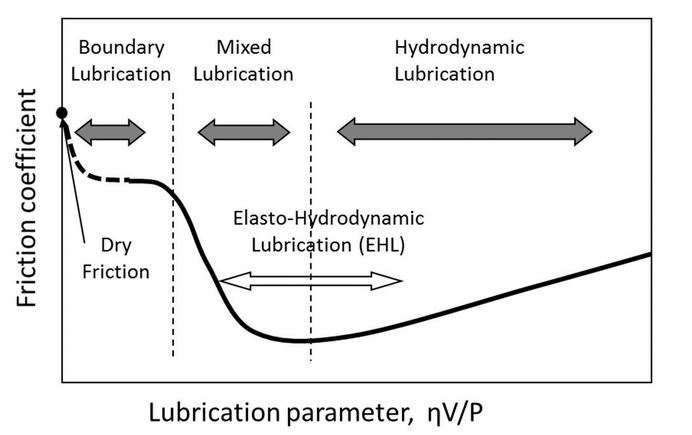 Boundary
Lubrication
Mixed
Lubrication
Hydrodynamic
Lubrication
Friction coefficient
Elasto-Hydrodynamic
Lubrication (EHL)
Dry
Friction
Lubrication parameter, ηV/P